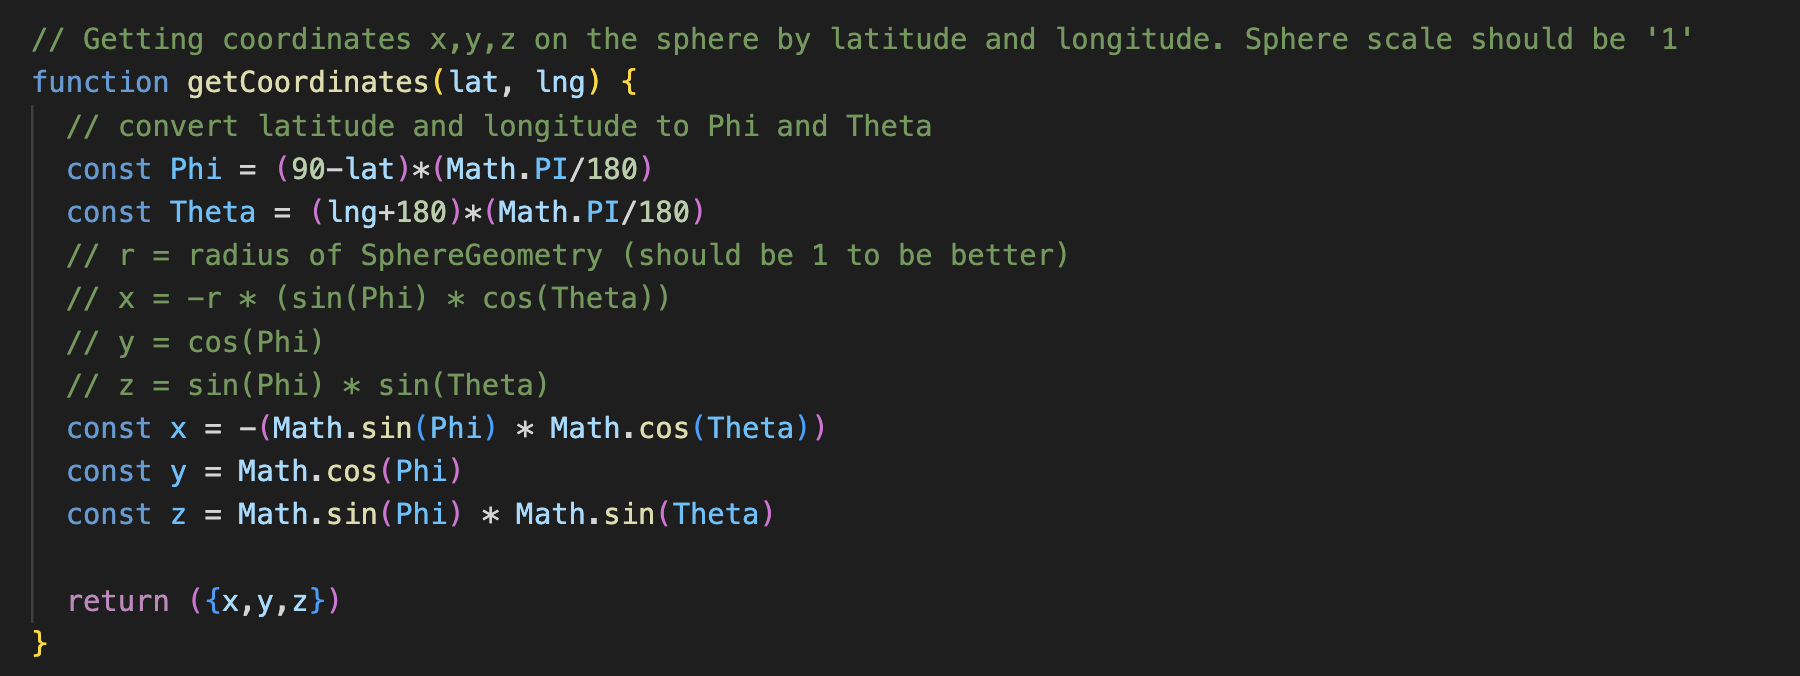 // Getting coordinates x,y,z on the sphere by latitude and longitude. Sphere scale should be '1'
function getCoordinates(lat, lng) {
// convert latitude and longitude to Phi and Theta
const Phi = (90-lat)*(Math.PI/180)
const Theta = (lng+180)*(Math.PI/180)
// r = radius of SphereGeometry (should be 1 to be better)
// x = -r * (sin(Phi) * cos(Theta))
// y = cos(Phi)
// z = sin(Phi) * sin(Theta)
const x = -(Math.sin(Phi) * Math.cos(Theta))
const y = Math.cos(Phi)
const z = Math.sin(Phi) * Math.sin(Theta)
return ({x,y,z})
}